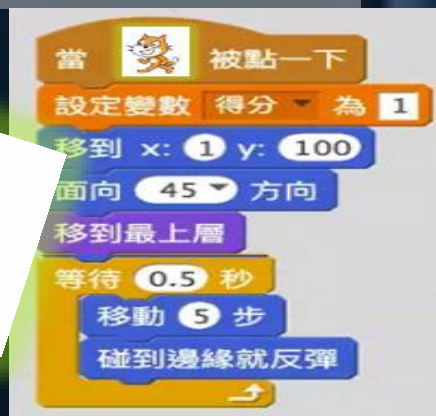 當 被點一下
設定變數 得分 為 1
移到 x: 1 y: 100
面向 45 方向
移到最上層
等待 0.5 秒
移動 5 步
碰到邊緣就反彈